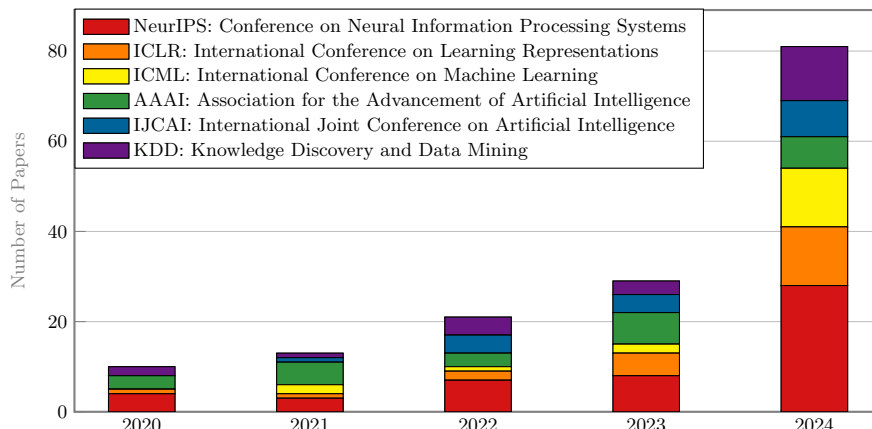 NeurIPS: Conference on Neural Information Processing Systems
ICLR: International Conference on Learning Representations
ICML: International Conference on Machine Learning
AAAI: Association for the Advancement of Artificial Intelligence
IJCAI: International Joint Conference on Artificial Intelligence
KDD: Knowledge Discovery and Data Mining
Number of Papers
80
60
40
20
0
2020 2021 2022 2023 2024